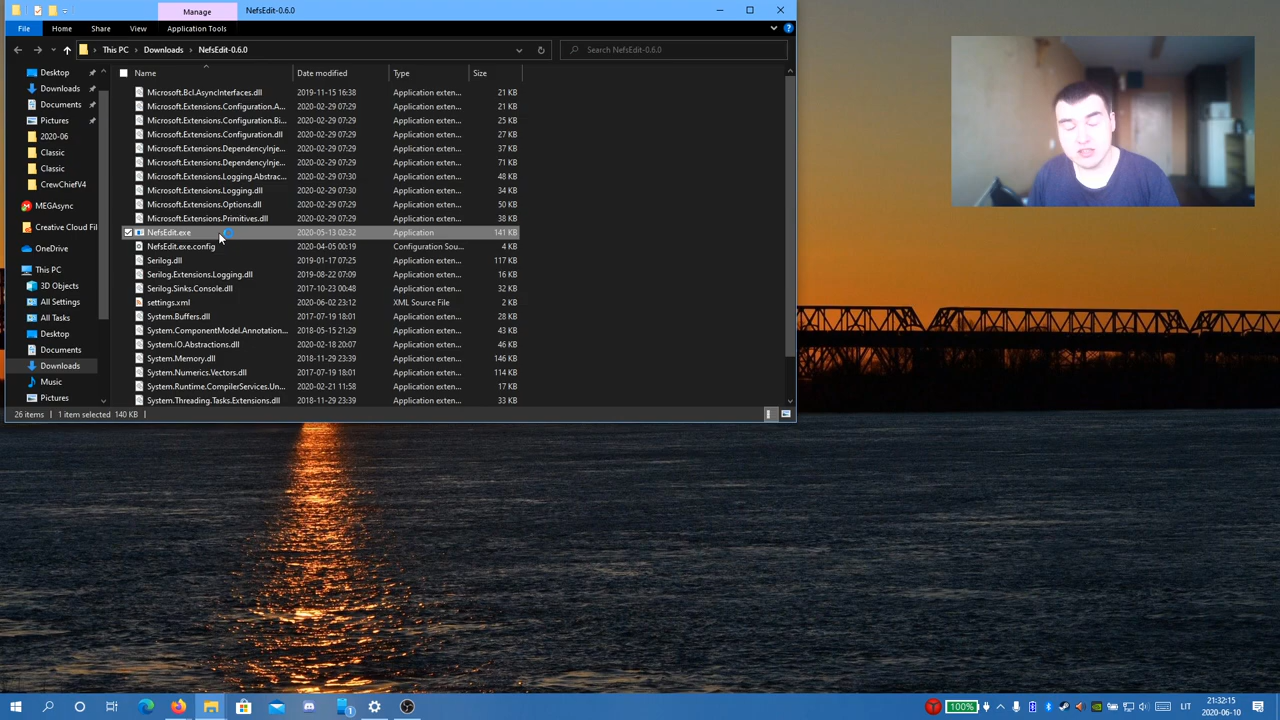 Manage
NefsEdit-0.6.0
File
Home
Share
View
Application Tools
This PC
Downloads
NefsEdit-0.6.0
Search NefsEdit-0.6.0
Name
Date modified
Type
Size
Desktop
Downloads
Documents
Pictures
2020-06
Classic
Classic
CrewChiefV4
MEGAsync
Creative Cloud Fil
OneDrive
This PC
3D Objects
All Settings
All Tasks
Desktop
Documents
Downloads
Music
Pictures
Microsoft.Bcl.AsyncInterfaces.dll 2019-11-15 16:38 Application exten... 21 KB
Microsoft.Extensions.Configuration.A... 2020-02-29 07:29 Application exten... 21 KB
Microsoft.Extensions.Configuration.Bi... 2020-02-29 07:29 Application exten... 25 KB
Microsoft.Extensions.Configuration.dll 2020-02-29 07:29 Application exten... 27 KB
Microsoft.Extensions.DependencyInje... 2020-02-29 07:29 Application exten... 37 KB
Microsoft.Extensions.DependencyInje... 2020-02-29 07:29 Application exten... 71 KB
Microsoft.Extensions.Logging.Abstrac... 2020-02-29 07:30 Application exten... 48 KB
Microsoft.Extensions.Logging.dll 2020-02-29 07:30 Application exten... 34 KB
Microsoft.Extensions.Options.dll 2020-02-29 07:29 Application exten... 50 KB
Microsoft.Extensions.Primitives.dll 2020-02-29 07:29 Application exten... 38 KB
NefsEdit.exe 2020-05-13 02:32 Application 141 KB
NefsEdit.exe.config 2020-04-05 00:19 Configuration Sou... 4 KB
Serilog.dll 2019-01-17 07:25 Application exten... 117 KB
Serilog.Extensions.Logging.dll 2019-08-22 07:09 Application exten... 16 KB
Serilog.Sinks.Console.dll 2017-10-23 00:48 Application exten... 32 KB
settings.xml 2020-06-02 23:12 XML Source File 2 KB
System.Buffers.dll 2017-07-19 18:01 Application exten... 28 KB
System.ComponentModel.Annotation... 2018-05-15 21:29 Application exten... 43 KB
System.IO.Abstractions.dll 2020-02-18 20:07 Application exten... 46 KB
System.Memory.dll 2018-11-29 23:39 Application exten... 146 KB
System.Numerics.Vectors.dll 2017-07-19 18:01 Application exten... 114 KB
System.Runtime.CompilerServices.Un... 2020-02-21 11:58 Application exten... 17 KB
System.Threading.Tasks.Extensions.dll 2018-11-29 23:39 Application exten... 33 KB
26 items
1 item selected 140 KB
1
100%
LIT
21:32:15
2020-06-10